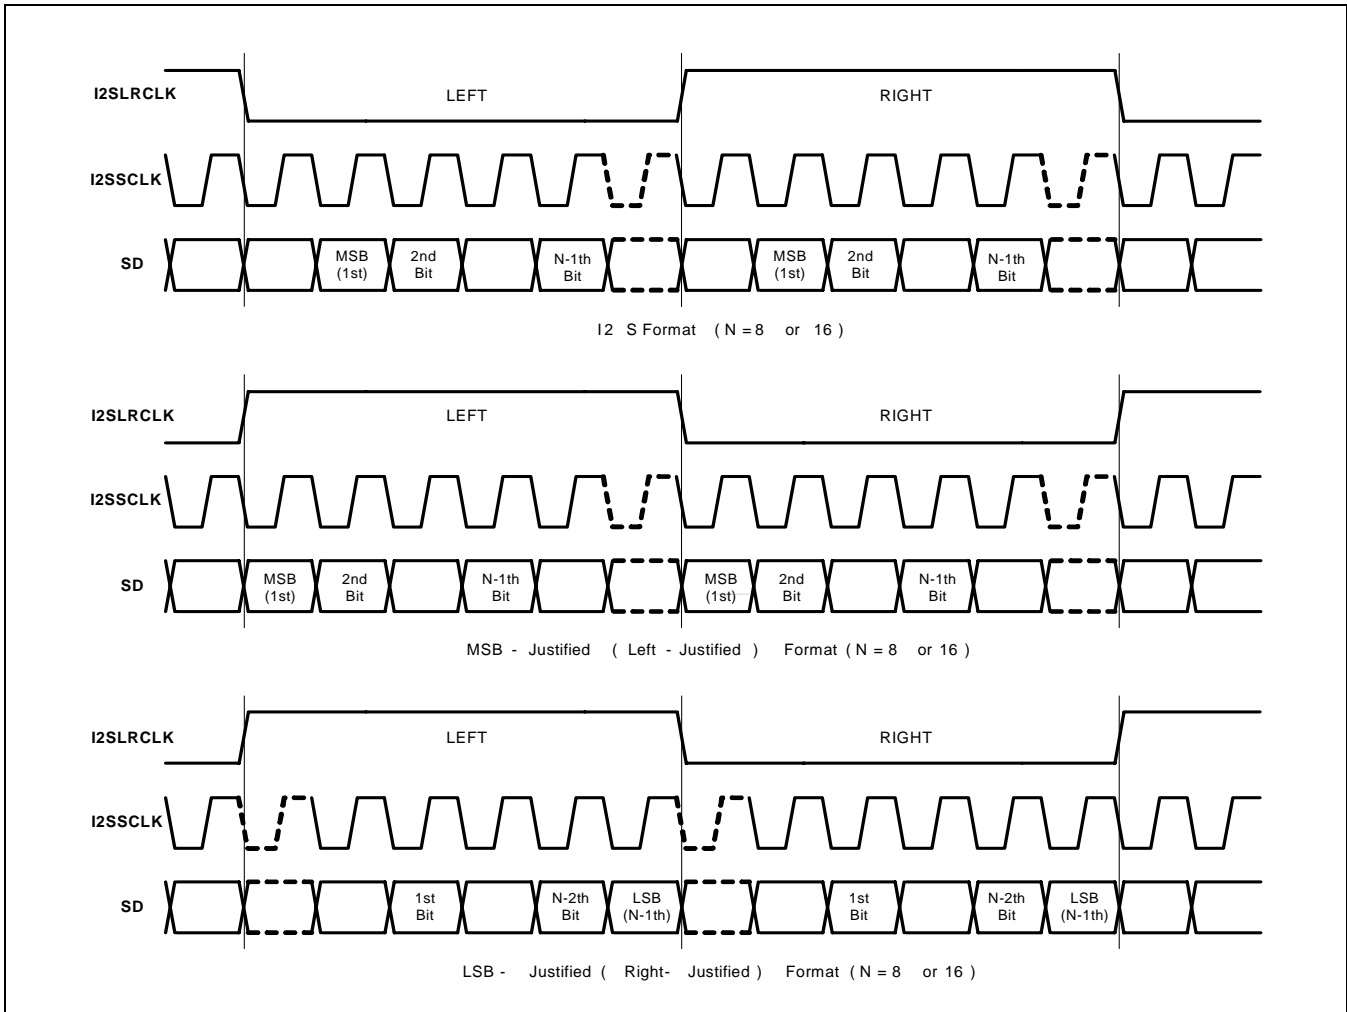 I2SLRCLK LEFT RIGHT
I2SSCLK
SD MSB (1st) 2nd Bit N-1th Bit MSB (1st) 2nd Bit N-1th Bit
I2 S Format ( N = 8 or 16 )
I2SLRCLK LEFT RIGHT
I2SSCLK
SD MSB (1st) 2nd Bit N-1th Bit MSB (1st) 2nd Bit N-1th Bit
MSB - Justified ( Left - Justified ) Format ( N = 8 or 16 )
I2SLRCLK LEFT RIGHT
I2SSCLK
SD 1st Bit N-2th Bit LSB (N-1th) 1st Bit N-2th Bit LSB (N-1th)
LSB - Justified ( Right- Justified ) Format ( N = 8 or 16 )